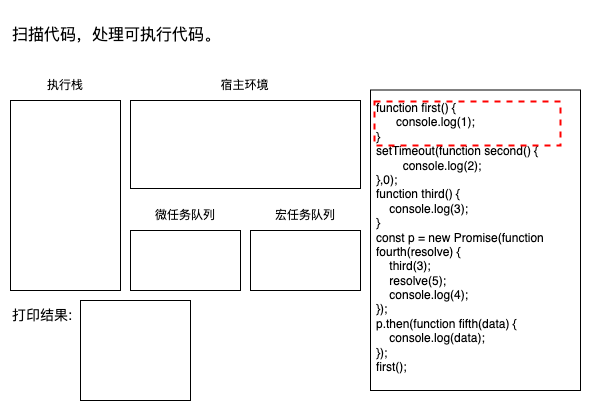 扫描代码，处理可执行代码。
执行栈
宿主环境
微任务队列
宏任务队列
打印结果:
function first() {
console.log(1);
}
setTimeout(function second() {
console.log(2);
},0);
function third() {
console.log(3);
}
const p = new Promise(function
fourth(resolve) {
third(3);
resolve(5);
console.log(4);
});
p.then(function fifth(data) {
console.log(data);
});
first();